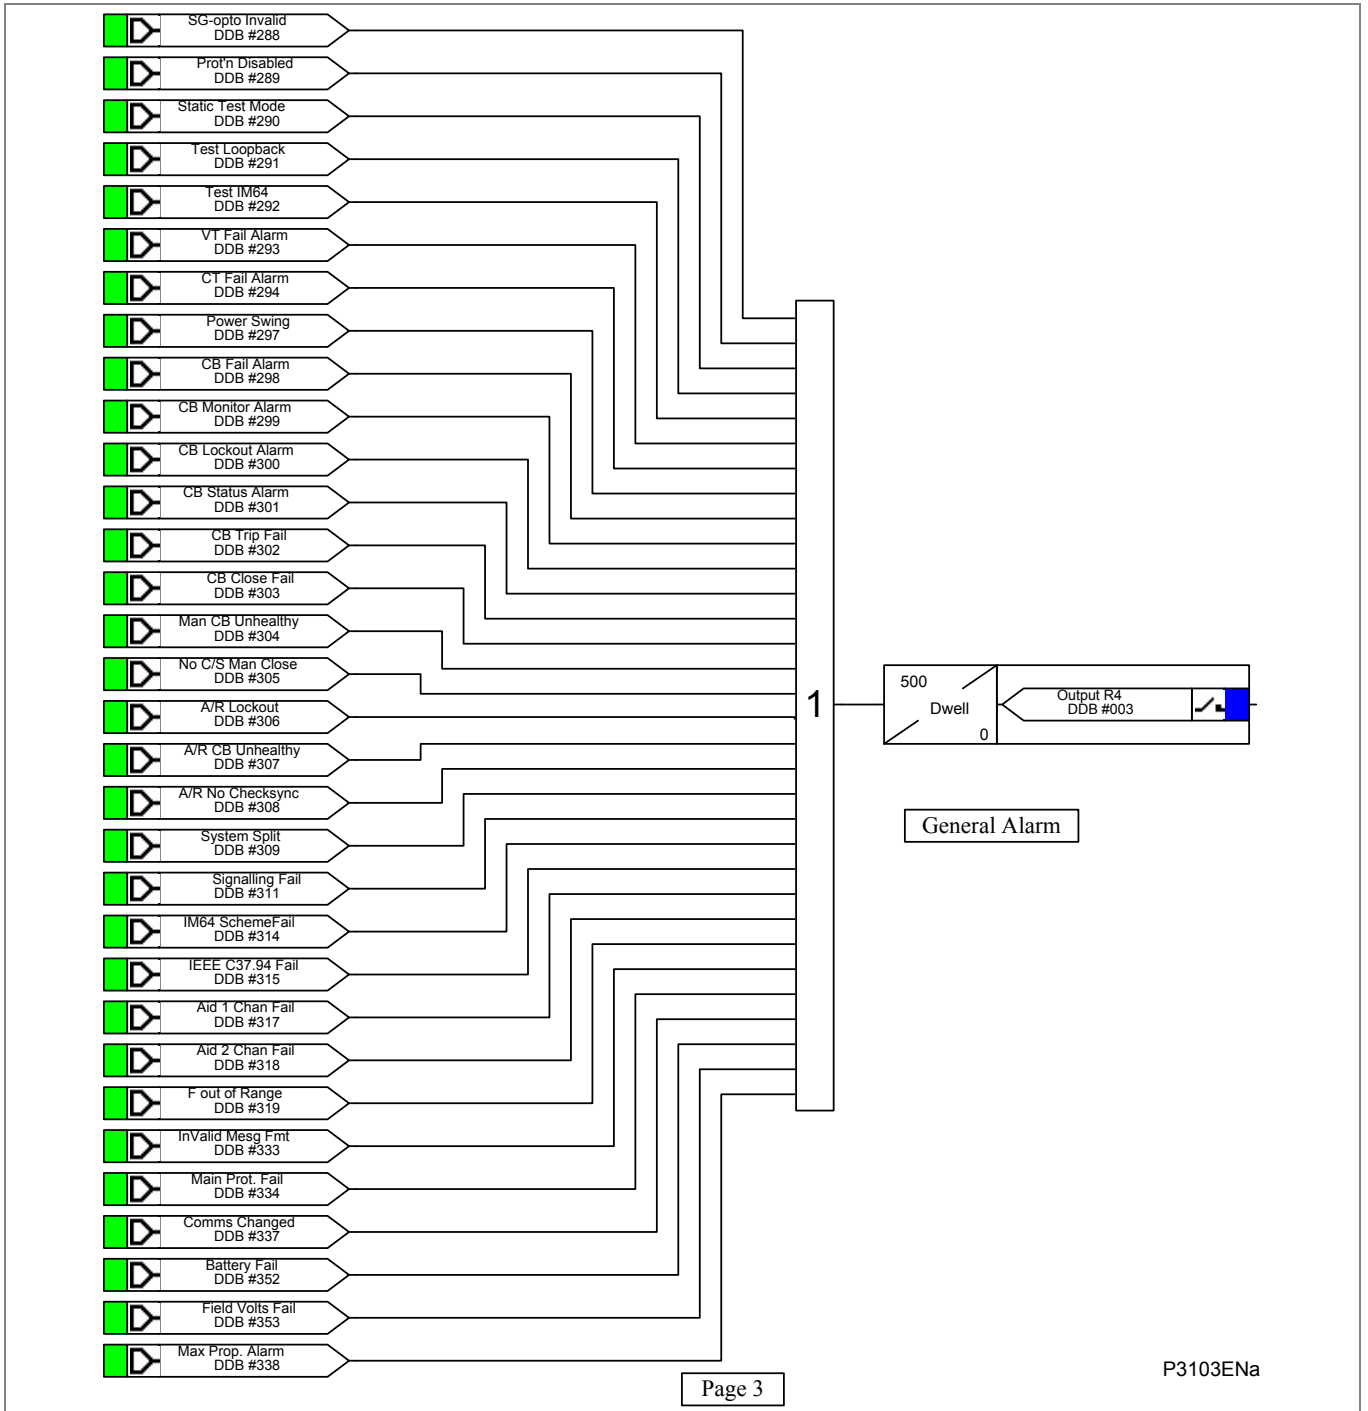 SG-opto Invalid
DDB #288
Prot'n Disabled
DDB #289
Static Test Mode
DDB #290
Test Loopback
DDB #291
Test IM64
DDB #292
VT Fail Alarm
DDB #293
CT Fail Alarm
DDB #294
Power Swing
DDB #297
CB Fail Alarm
DDB #298
CB Monitor Alarm
DDB #299
CB Lockout Alarm
DDB #300
CB Status Alarm
DDB #301
CB Trip Fail
DDB #302
CB Close Fail
DDB #303
Man CB Unhealthy
DDB #304
No C/S Man Close
DDB #305
A/R Lockout
DDB #306
A/R CB Unhealthy
DDB #307
A/R No Checksync
DDB #308
System Split
DDB #309
Signalling Fail
DDB #311
IM64 SchemeFail
DDB #314
IEEE C37.94 Fail
DDB #315
Aid 1 Chan Fail
DDB #317
Aid 2 Chan Fail
DDB #318
F out of Range
DDB #319
InValid Mesg Fmt
DDB #333
Main Prot. Fail
DDB #334
Comms Changed
DDB #337
Battery Fail
DDB #352
Field Volts Fail
DDB #353
Max Prop. Alarm
DDB #338
1
500
Dwell
0
Output R4
DDB #003
General Alarm
P3103ENa
Page 3